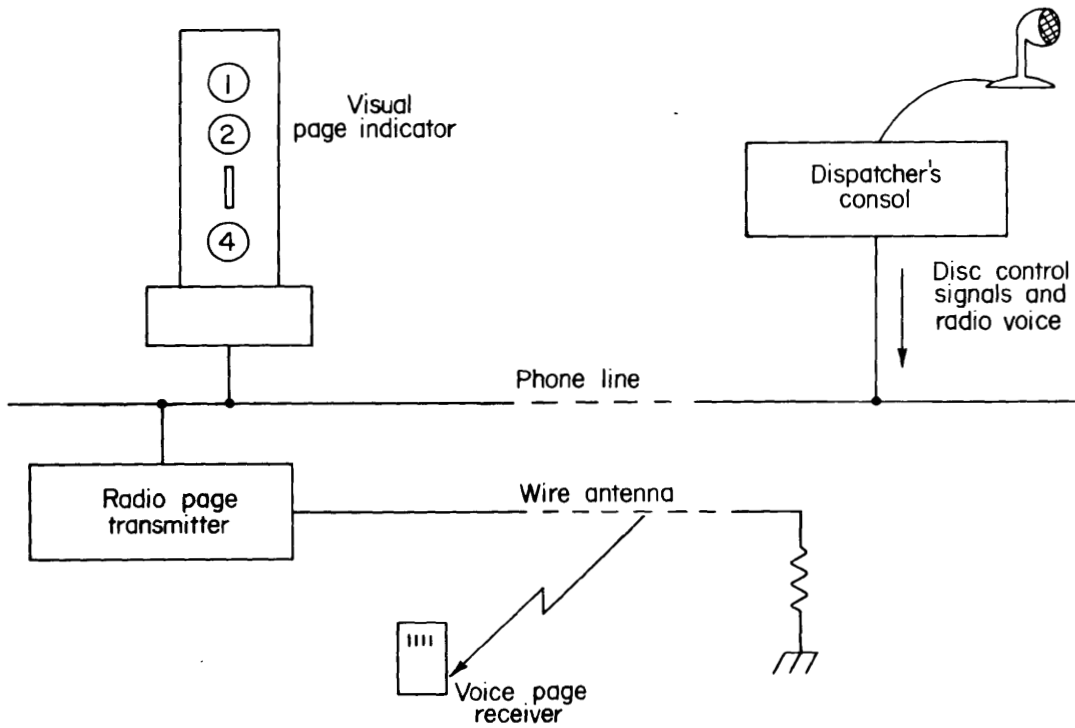 1
2
4
Visual
page indicator
Dispatcher's
consol
Disc control
signals and
radio voice
Phone line
Radio page
transmitter
Wire antenna
Voice page
receiver